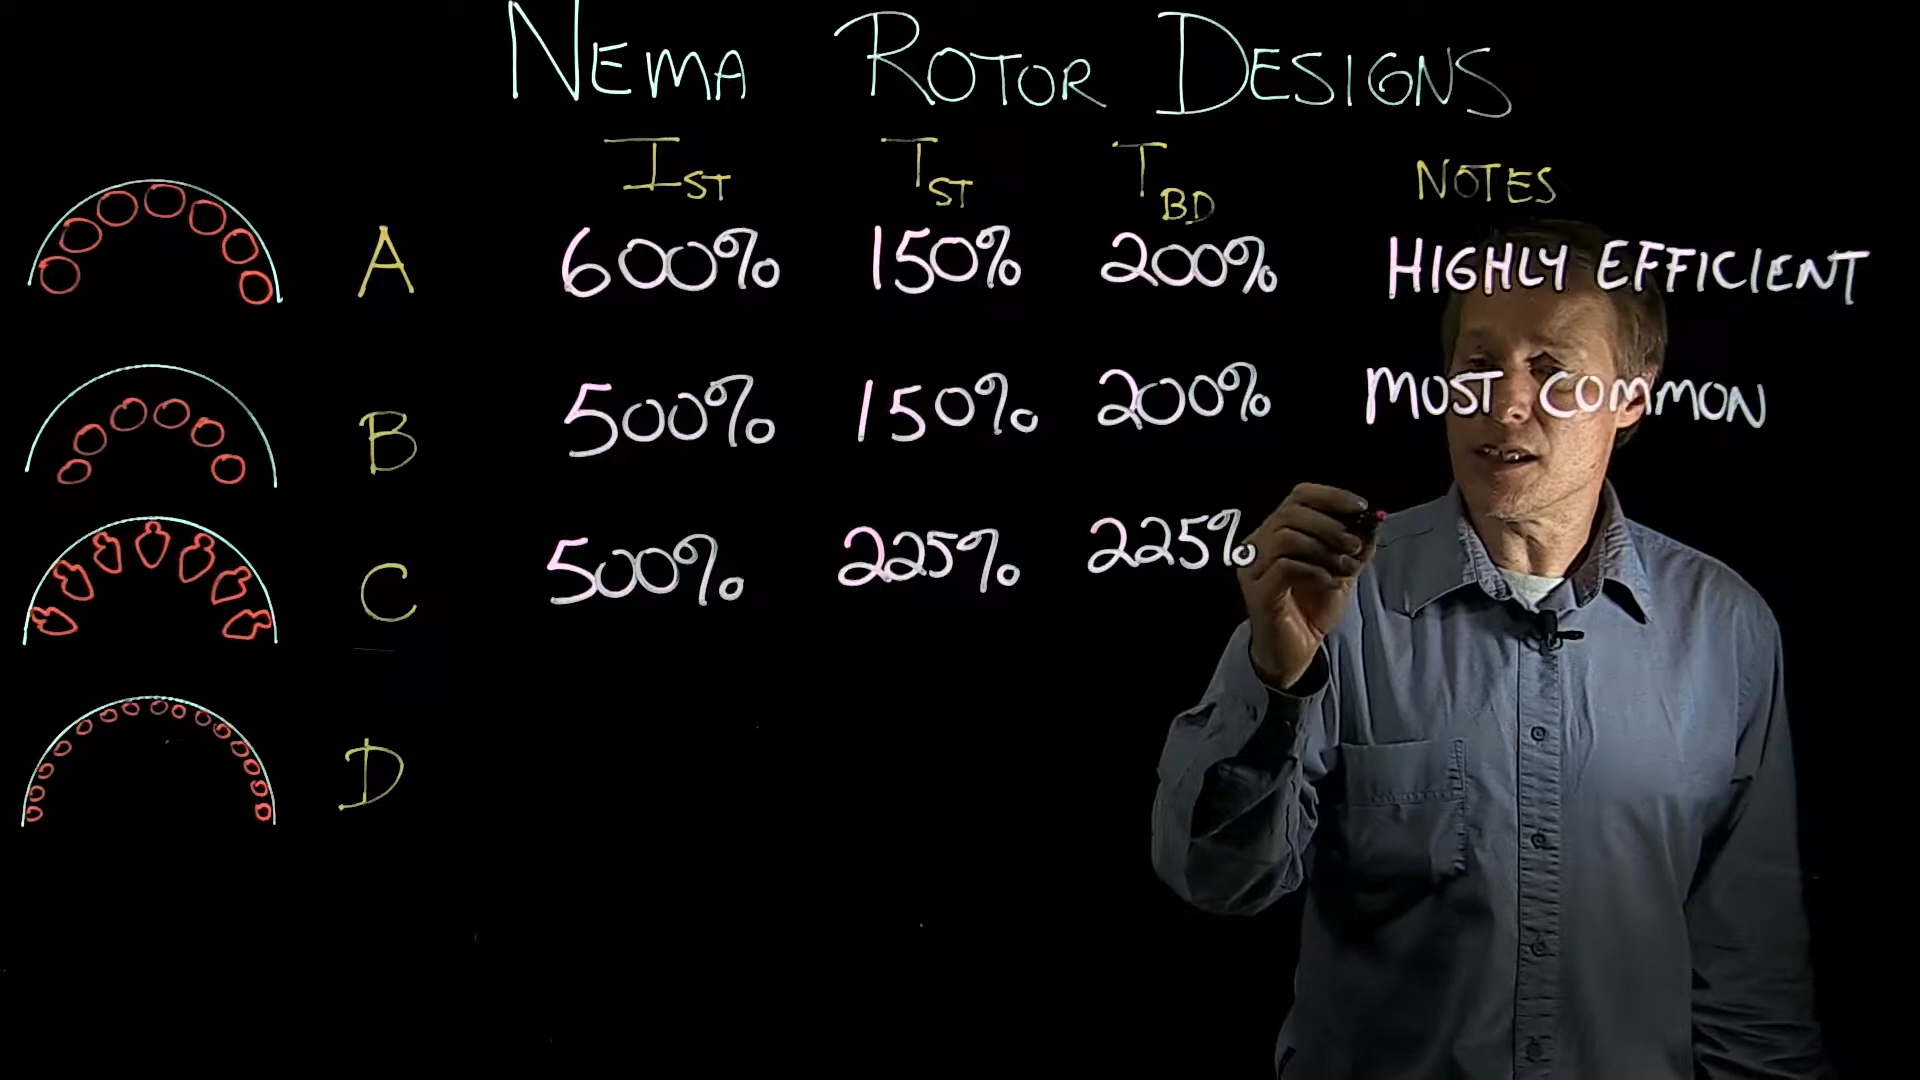 NEMA ROTOR DESIGNS
IST TST TBD NOTES
A 600% 150% 200% HIGHLY EFFICIENT
B 500% 150% 200% MOST COMMON
C 500% 225% 225%
D